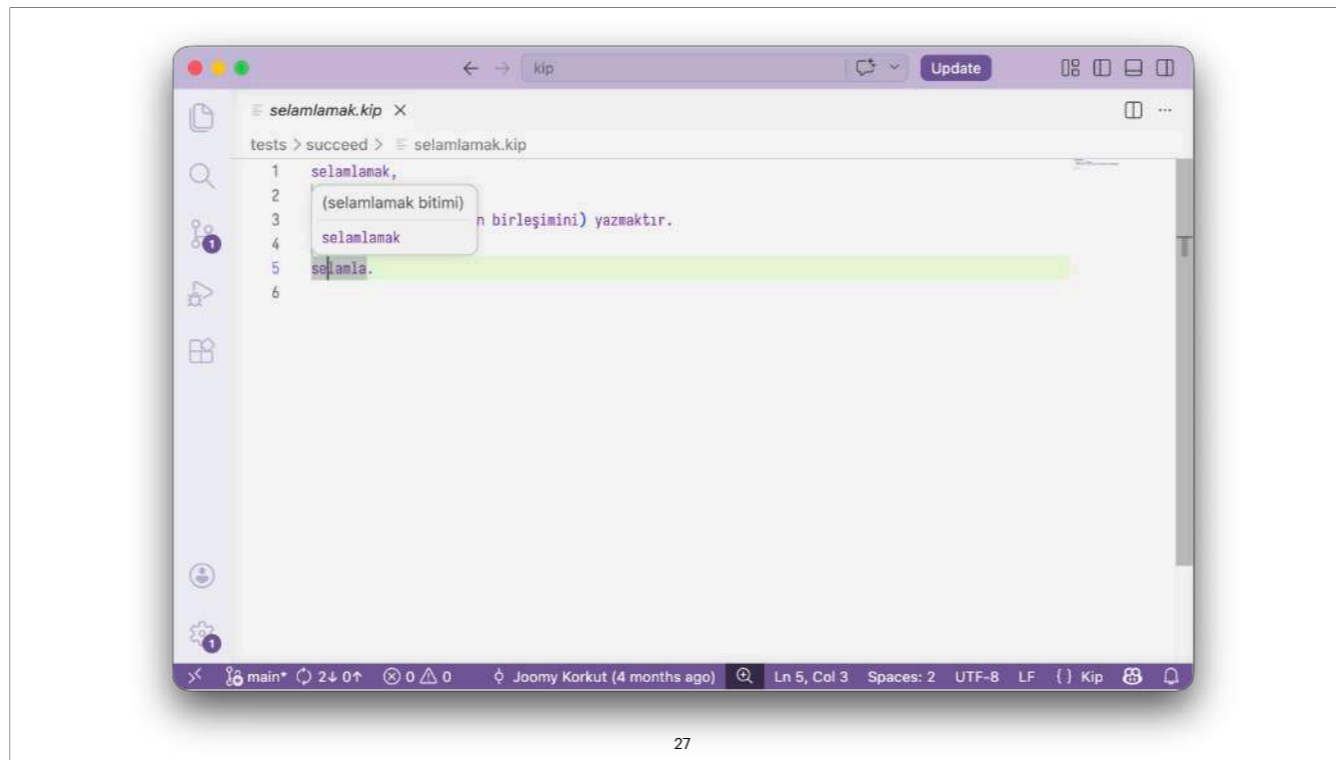 kip
Update
selamlamak.kip
tests > succeed > selamlamak.kip
1 selamlamak,
2
(selamlamak bitimi)
3 n birleşimini) yazmaktır.
selamlamak
4
5 selamla.
6
1
1
main* 2↓ 0↑ 0 0 Joomy Korkut (4 months ago) Ln 5, Col 3 Spaces: 2 UTF-8 LF { } Kip
27